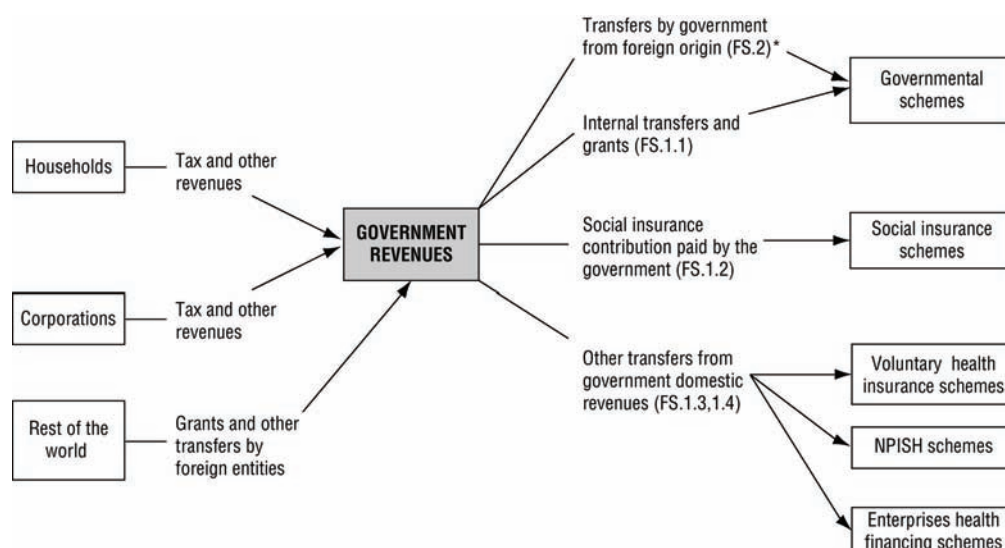 Households
Tax and other
revenues
Corporations
Tax and other
revenues
Rest of the
world
Grants and other
transfers by
foreign entities
GOVERNMENT
REVENUES
Transfers by government
from foreign origin (FS.2)*
Internal transfers and
grants (FS.1.1)
Social insurance
contribution paid by the
government (FS.1.2)
Other transfers from
government domestic
revenues (FS.1.3,1.4)
Governmental
schemes
Social insurance
schemes
Voluntary health
insurance schemes
NPISH schemes
Enterprises health
financing schemes